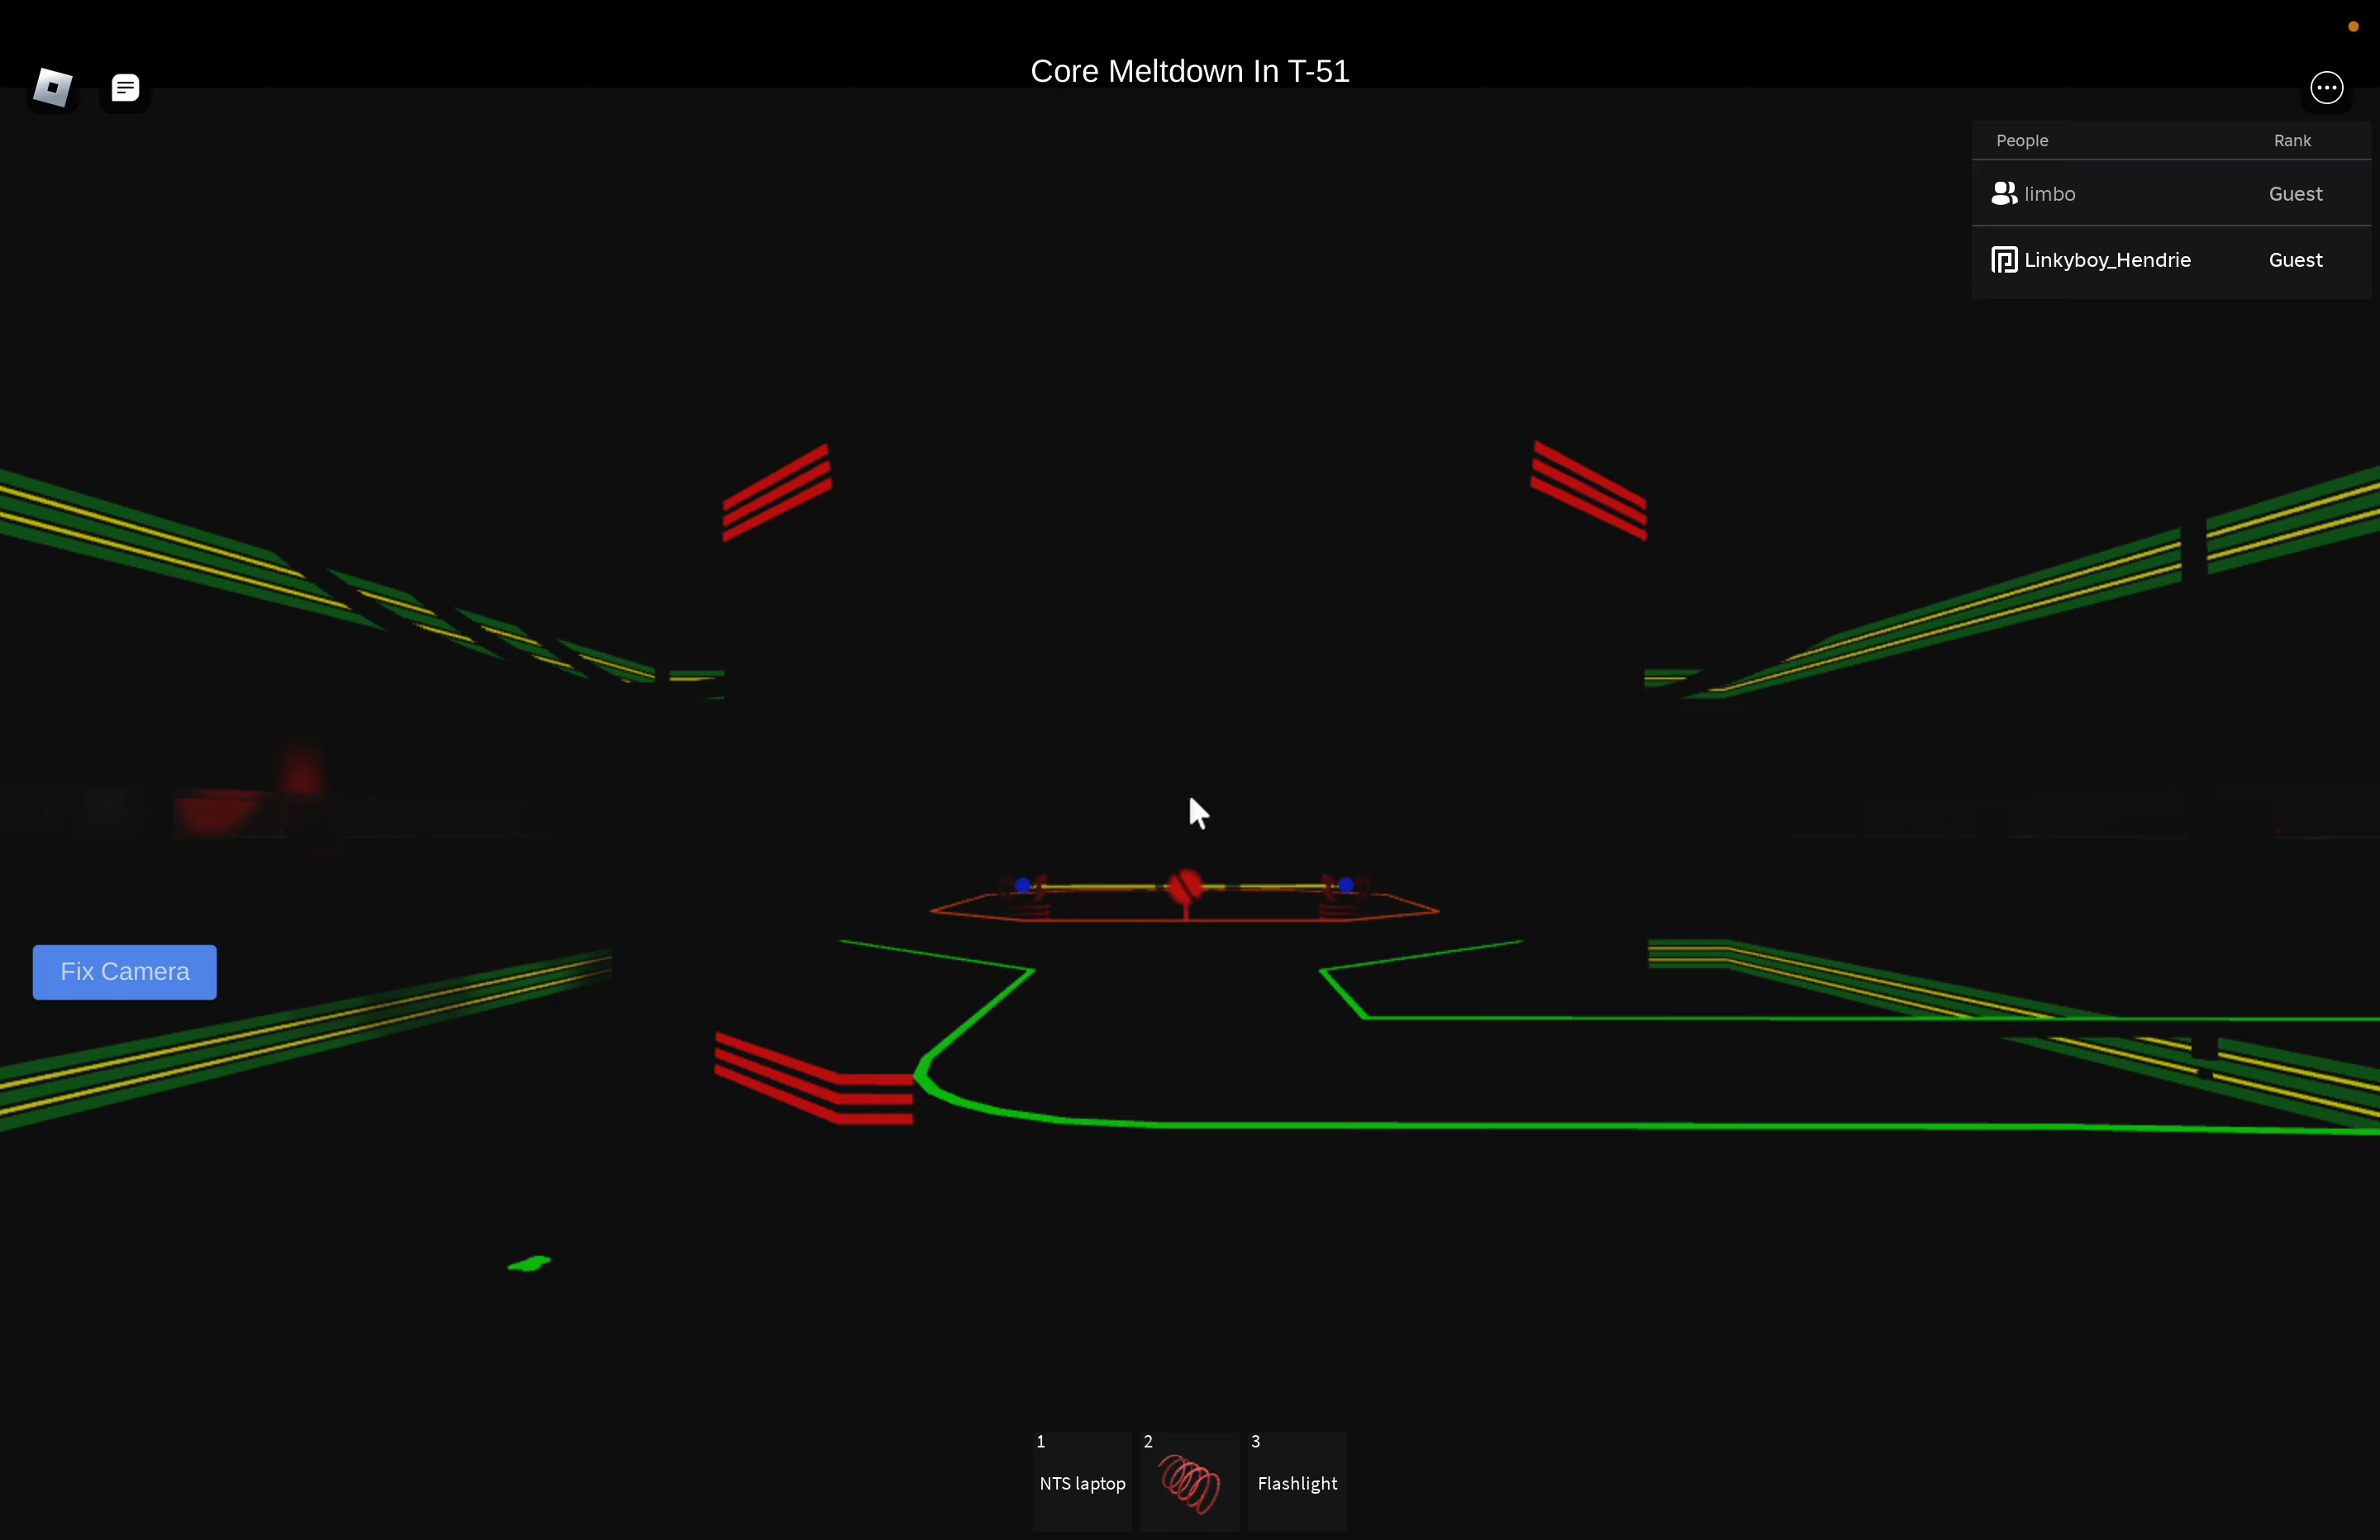 Core Meltdown In T-51
People Rank
limbo Guest
Linkyboy_Hendrie Guest
Fix Camera
1 2 3
NTS laptop Flashlight